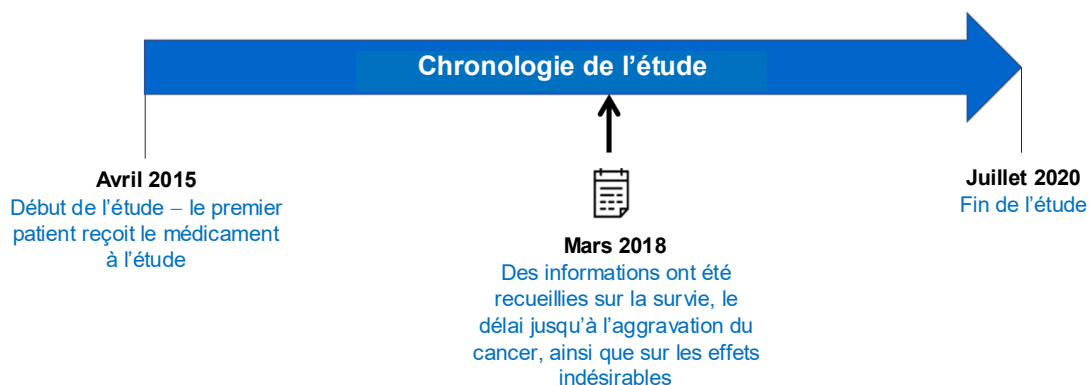 Chronologie de l’étude
Avril 2015
Début de l’étude – le premier
patient reçoit le médicament
à l’étude
Mars 2018
Des informations ont été
recueillies sur la survie, le
délai jusqu’à l’aggravation du
cancer, ainsi que sur les effets
indésirables
Juillet 2020
Fin de l’étude